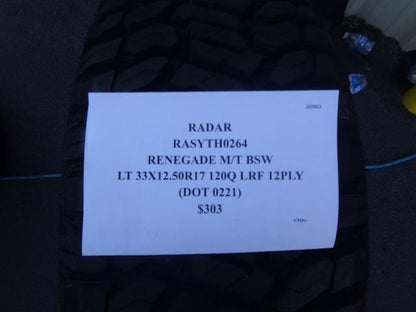 RADAR
RASYTH0264
RENEGADE M/T BSW
LT 33X12.50R17 120Q LRF 12PLY
(DOT 0221)
$303